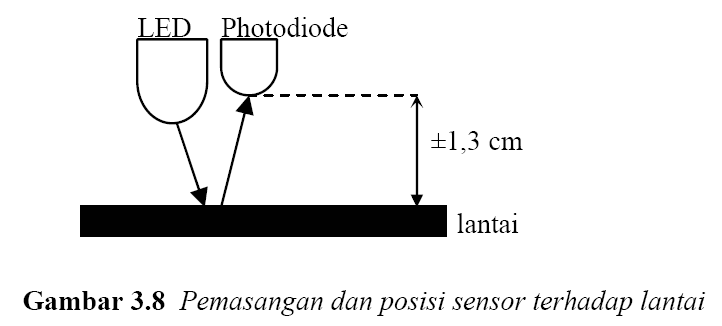 LED Photodiode
±1,3 cm
lantai
Gambar 3.8 Pemasangan dan posisi sensor terhadap lantai